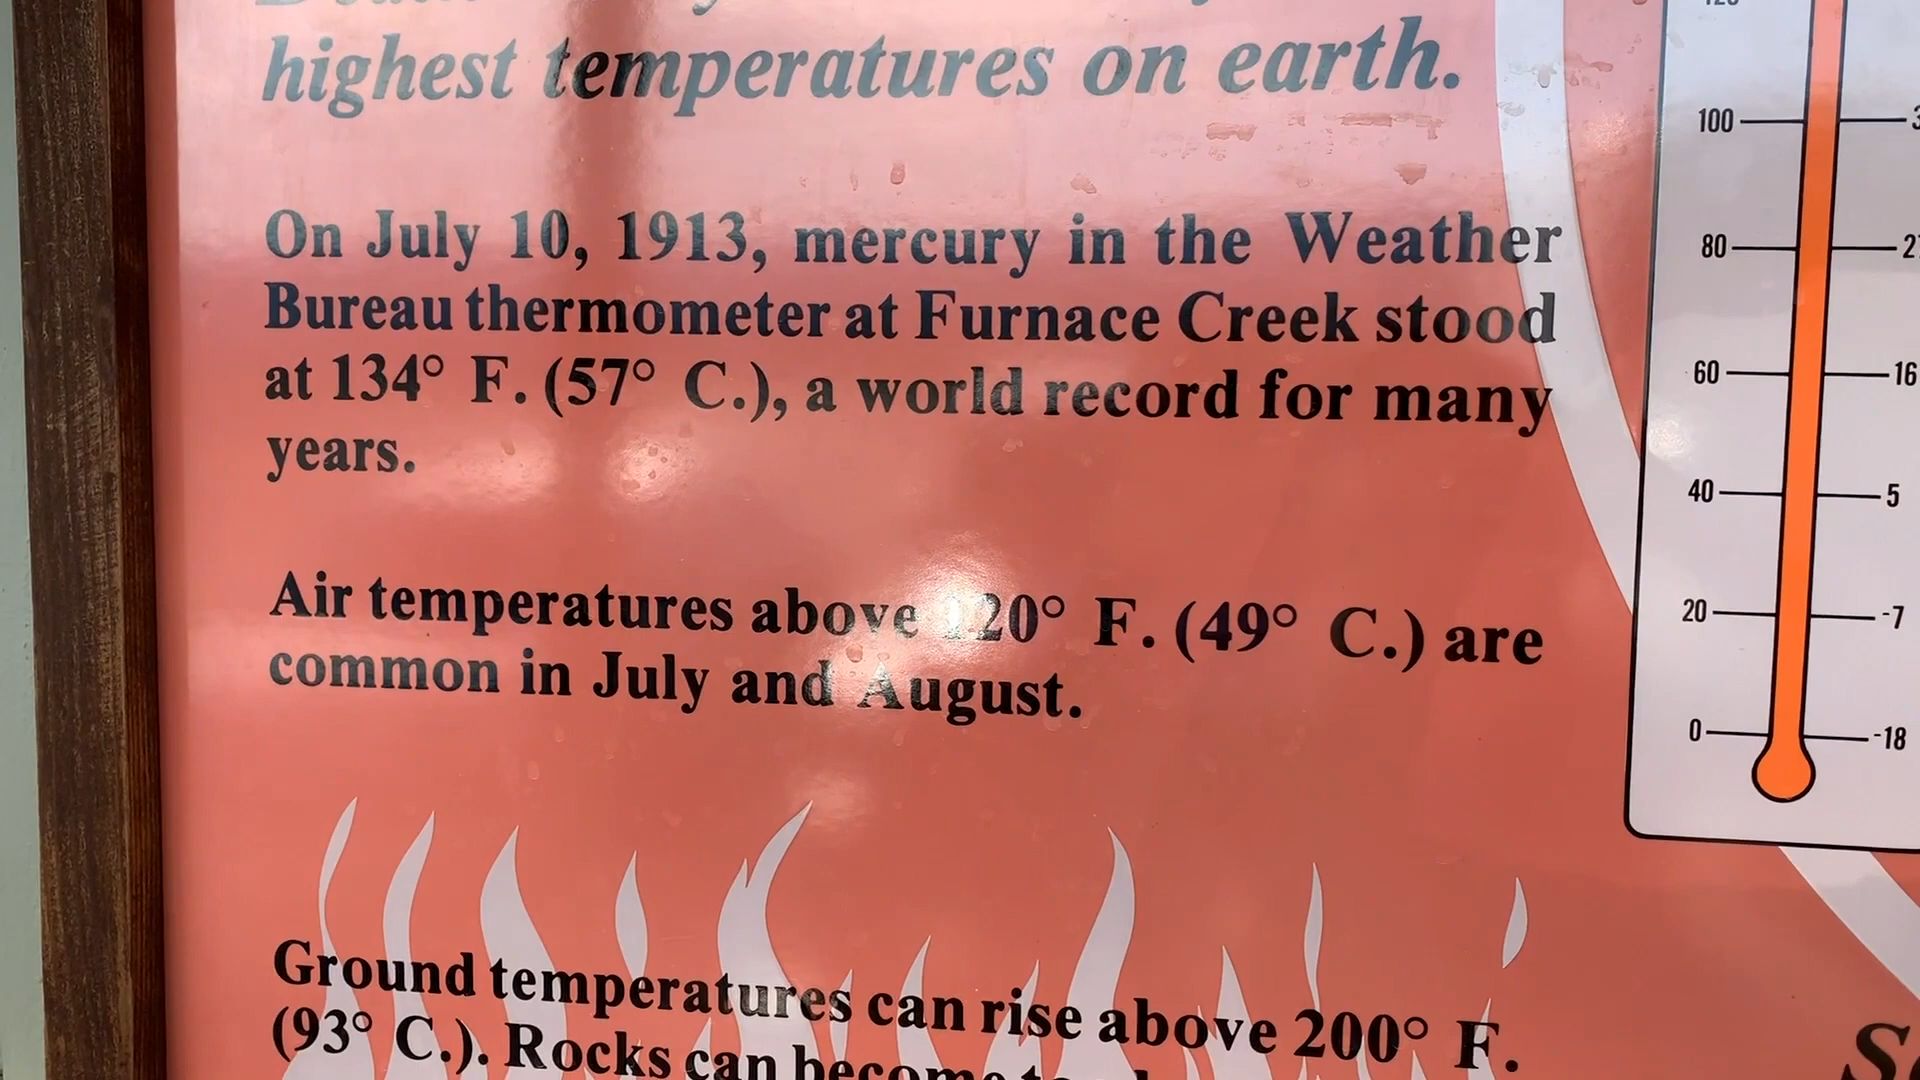 highest temperatures on earth.
On July 10, 1913, mercury in the Weather
Bureau thermometer at Furnace Creek stood
at 134° F. (57° C.), a world record for many
years.
Air temperatures above 120° F. (49° C.) are
common in July and August.
Ground temperatures can rise above 200° F.
(93° C.). Rocks can become
100
80
60 16
40 5
20 -7
0 -18